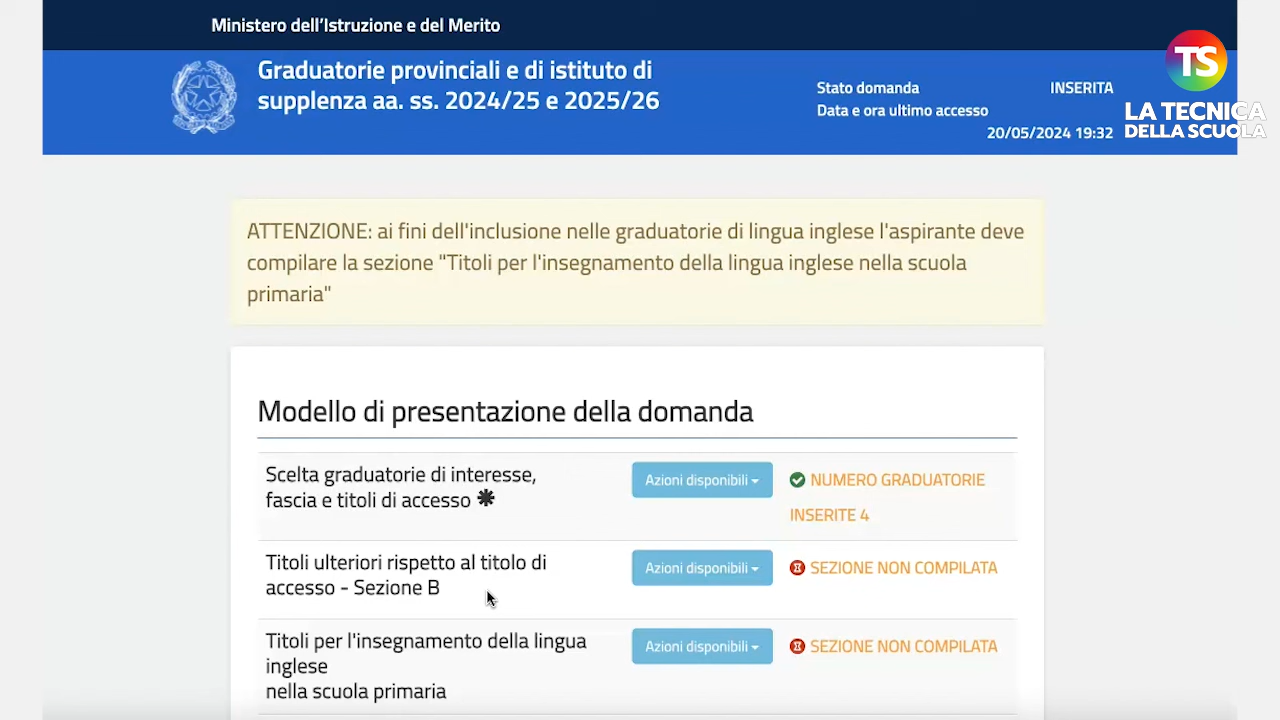 Ministero dell’Istruzione e del Merito
Graduatorie provinciali e di istituto di
supplenza aa. ss. 2024/25 e 2025/26
Stato domanda INSERITA
Data e ora ultimo accesso
20/05/2024 19:32
TS
LA TECNICA
DELLA SCUOLA
ATTENZIONE: ai fini dell'inclusione nelle graduatorie di lingua inglese l'aspirante deve
compilare la sezione "Titoli per l'insegnamento della lingua inglese nella scuola
primaria"
Modello di presentazione della domanda
Scelta graduatorie di interesse,
fascia e titoli di accesso ✱
Azioni disponibili
NUMERO GRADUATORIE
INSERITE 4
Titoli ulteriori rispetto al titolo di
accesso - Sezione B
Azioni disponibili
SEZIONE NON COMPILATA
Titoli per l'insegnamento della lingua
inglese
nella scuola primaria
Azioni disponibili
SEZIONE NON COMPILATA